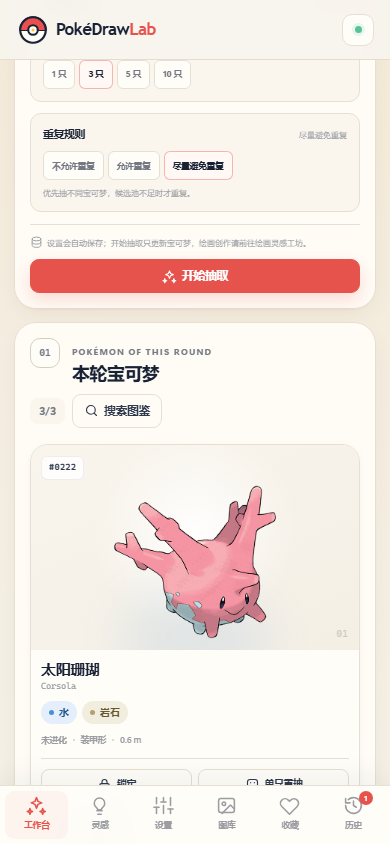 PokéDrawLab
1 只
3 只
5 只
10 只
重复规则
尽量避免重复
不允许重复
允许重复
尽量避免重复
优先抽不同宝可梦，候选池不足时才重复。
设置会自动保存；开始抽取只更新宝可梦，绘画创作请前往绘画灵感工坊。
开始抽取
01
POKÉMON OF THIS ROUND
本轮宝可梦
3/3
搜索图鉴
#0222
01
太阳珊瑚
Corsola
水
岩石
未进化 · 装甲形 · 0.6 m
锁定
单只重抽
工作台
灵感
设置
图库
收藏
1
历史